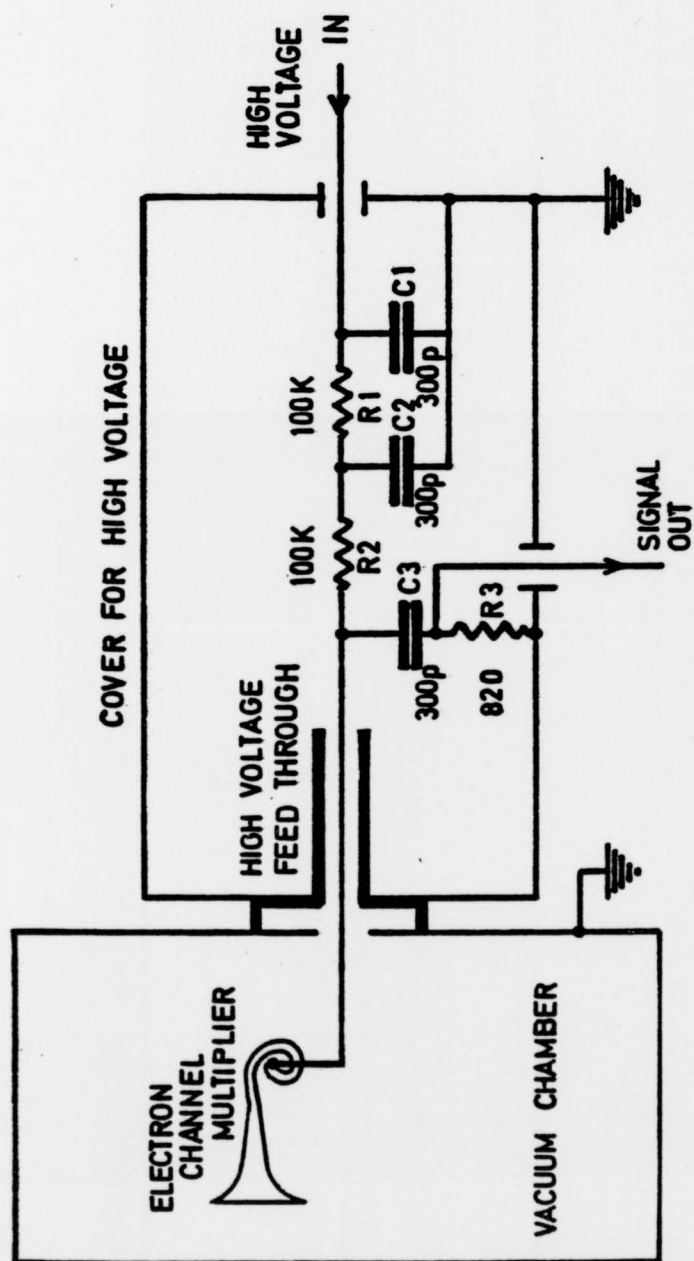 COVER FOR HIGH VOLTAGE
HIGH
VOLTAGE
IN
ELECTRON
CHANNEL
MULTIPLIER
HIGH VOLTAGE
FEED THROUGH
100K
R2
100K
R1
300p
C3
300p
C2
300p
C1
820
R3
SIGNAL
OUT
VACUUM CHAMBER